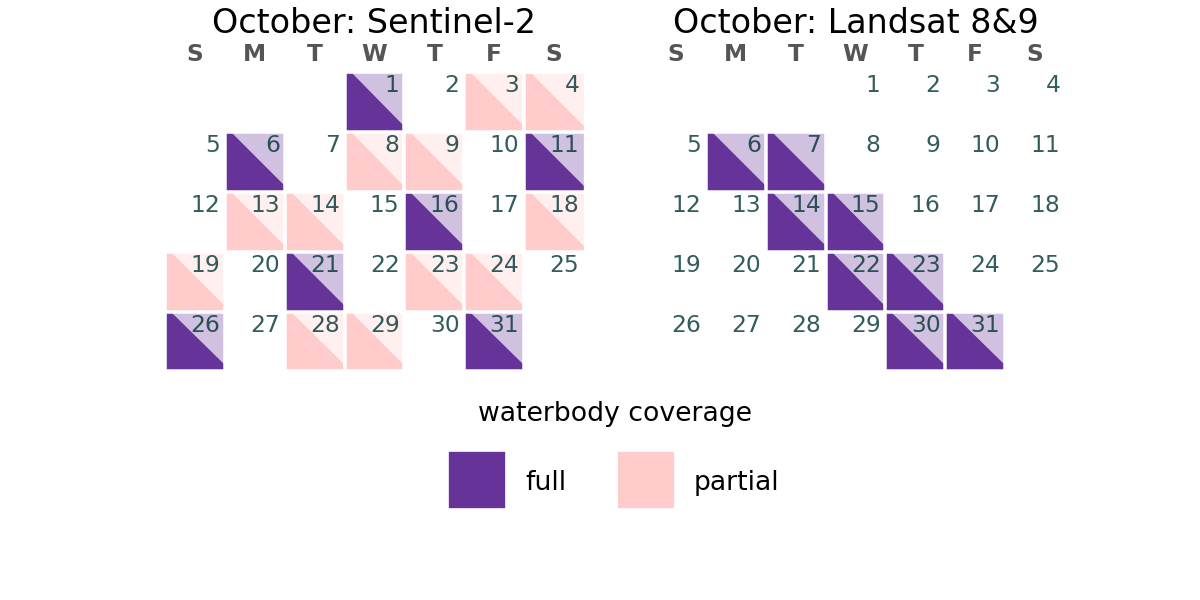 October: Sentinel-2
S M T W T F S
1 2 3 4
5 6 7 8 9 10 11
12 13 14 15 16 17 18
19 20 21 22 23 24 25
26 27 28 29 30 31
October: Landsat 8&9
S M T W T F S
1 2 3 4
5 6 7 8 9 10 11
12 13 14 15 16 17 18
19 20 21 22 23 24 25
26 27 28 29 30 31
waterbody coverage
full
partial